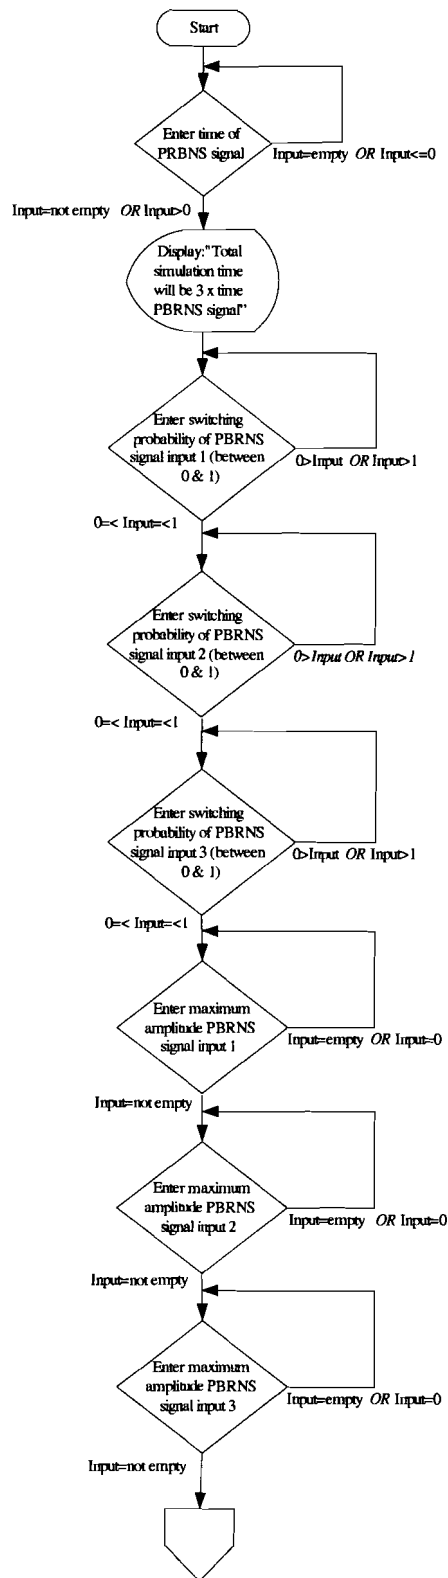 Start
Enter time of
PRBNS signal
Input=empty OR Input<=0
Input=not empty OR Input>0
Display:"Total
simulation time
will be 3 x time
PBRNS signal"
Enter switching
probability of PBRNS
signal input 1 (between
0 & 1)
0>Input OR Input>1
0=< Input=<1
Enter switching
probability of PBRNS
signal input 2 (between
0 & 1)
0>Input OR Input>1
0=< Input=<1
Enter switching
probability of PBRNS
signal input 3 (between
0 & 1)
0>Input OR Input>1
0=< Input=<1
Enter maximum
amplitude PBRNS
signal input 1
Input=empty OR Input=0
Input=not empty
Enter maximum
amplitude PBRNS
signal input 2
Input=empty OR Input=0
Input=not empty
Enter maximum
amplitude PBRNS
signal input 3
Input=empty OR Input=0
Input=not empty